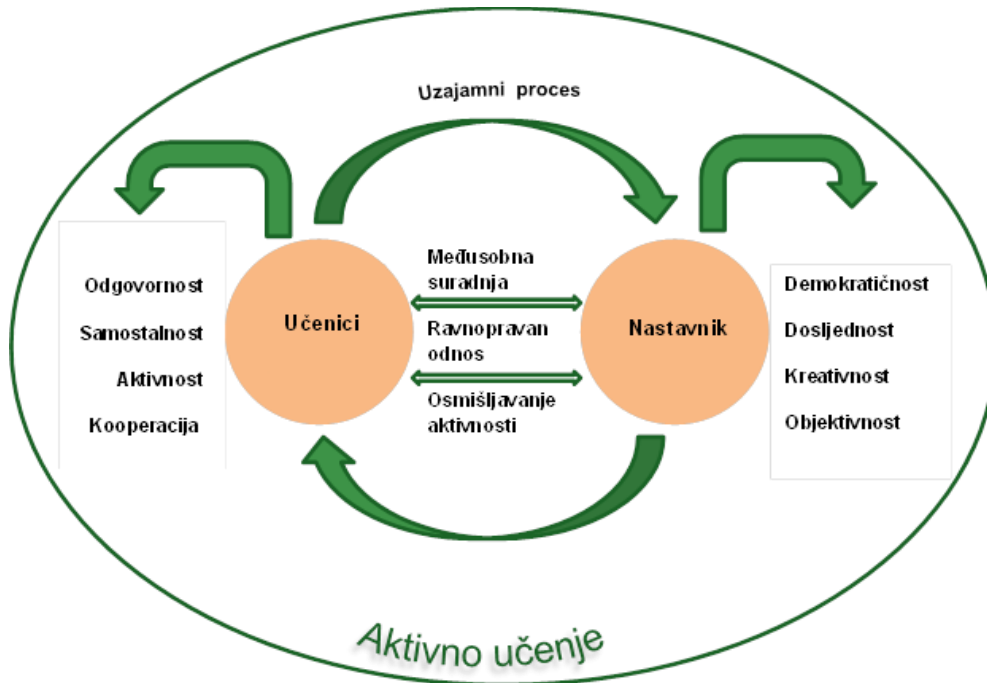 Uzajamni proces
Odgovornost
Samostalnost
Aktivnost
Kooperacija
Učenici
Međusobna
suradnja
Ravnopravan
odnos
Osmišljavanje
aktivnosti
Nastavnik
Demokratičnost
Dosljednost
Kreativnost
Objektivnost
Aktivno učenje